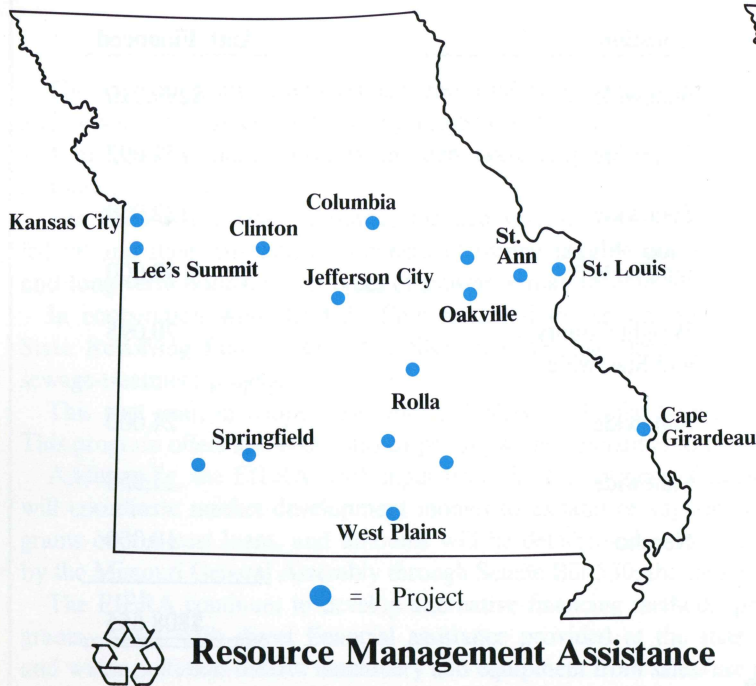 Kansas City
Lee's Summit
Clinton
Columbia
Jefferson City
St.
Ann
St. Louis
Oakville
Rolla
Springfield
West Plains
Cape
Girardeau
= 1 Project
Resource Management Assistance